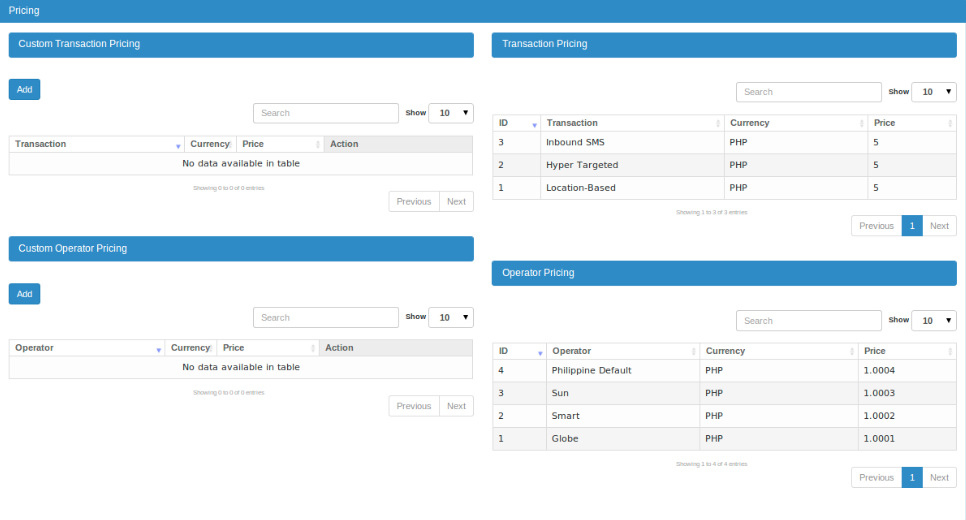 Pricing
Custom Transaction Pricing
Add
Search Show 10
Transaction Currency Price Action
No data available in table
Showing 0 to 0 of 0 entries
Previous Next
Custom Operator Pricing
Add
Search Show 10
Operator Currency Price Action
No data available in table
Showing 0 to 0 of 0 entries
Previous Next
Transaction Pricing
Search Show 10
ID Transaction Currency Price
3 Inbound SMS PHP 5
2 Hyper Targeted PHP 5
1 Location-Based PHP 5
Showing 1 to 3 of 3 entries
Previous 1 Next
Operator Pricing
Search Show 10
ID Operator Currency Price
4 Philippine Default PHP 1.0004
3 Sun PHP 1.0003
2 Smart PHP 1.0002
1 Globe PHP 1.0001
Showing 1 to 4 of 4 entries
Previous 1 Next